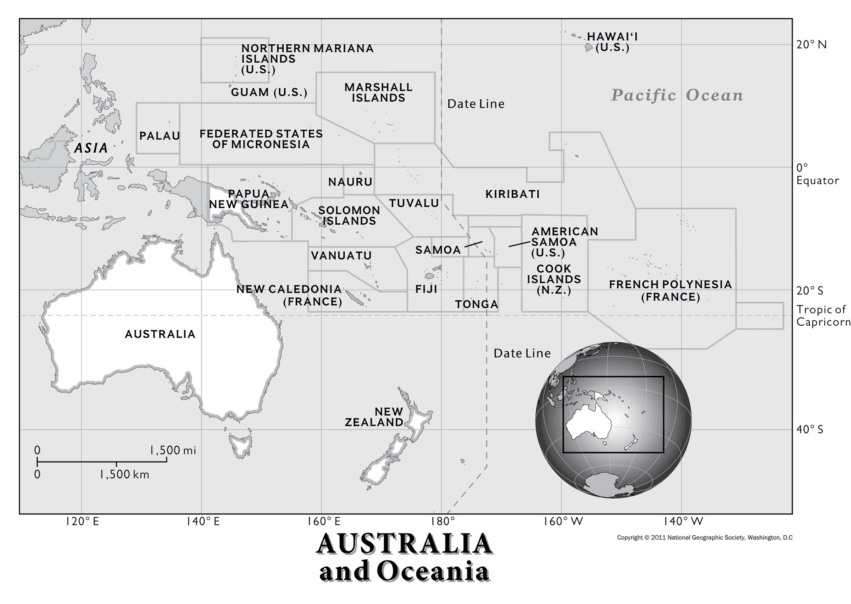 HAWAIʻI
(U.S.)
20° N
NORTHERN MARIANA
ISLANDS
(U.S.)
GUAM (U.S.)
MARSHALL
ISLANDS
Pacific Ocean
Date Line
PALAU
FEDERATED STATES
OF MICRONESIA
ASIA
0°
Equator
NAURU
KIRIBATI
PAPUA
NEW GUINEA
TUVALU
SOLOMON
ISLANDS
AMERICAN
SAMOA
(U.S.)
SAMOA
VANUATU
COOK
ISLANDS
(N.Z.)
NEW CALEDONIA
(FRANCE)
FIJI
TONGA
FRENCH POLYNESIA
(FRANCE)
20° S
Tropic of
Capricorn
AUSTRALIA
Date Line
NEW
ZEALAND
40° S
0 1,500 mi
0 1,500 km
120° E 140° E 160° E 180° 160° W 140° W
Copyright © 2011 National Geographic Society, Washington, D.C
AUSTRALIA
and Oceania